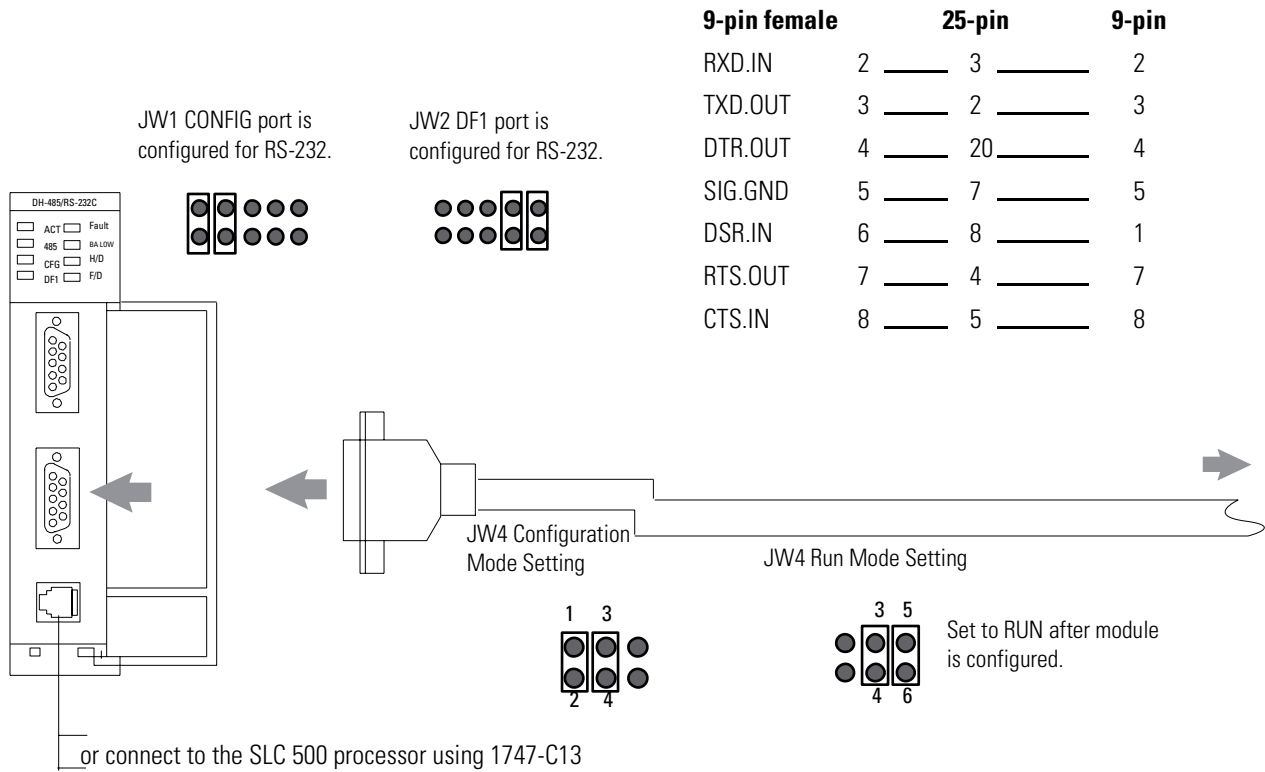 9-pin female 25-pin 9-pin
RXD.IN 2 3 2
TXD.OUT 3 2 3
DTR.OUT 4 20 4
SIG.GND 5 7 5
DSR.IN 6 8 1
RTS.OUT 7 4 7
CTS.IN 8 5 8
JW1 CONFIG port is
configured for RS-232.
JW2 DF1 port is
configured for RS-232.
DH-485/RS-232C
ACT Fault
485 BA LOW
CFG H/D
DF1 F/D
JW4 Configuration
Mode Setting
1 3
2 4
JW4 Run Mode Setting
3 5
4 6
Set to RUN after module
is configured.
or connect to the SLC 500 processor using 1747-C13